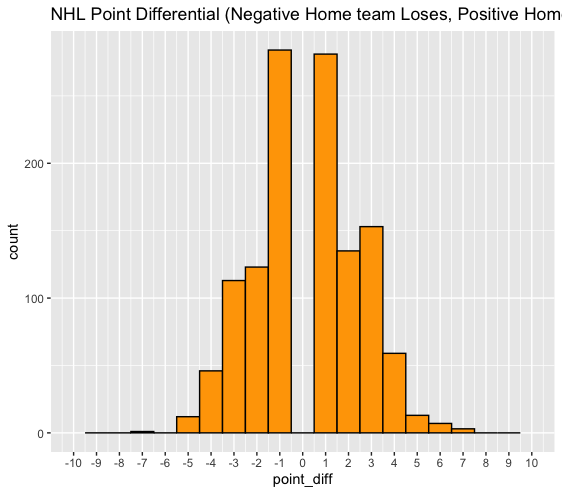 NHL Point Differential (Negative Home team Loses, Positive Hom
count
200
100
0
-10 -9 -8 -7 -6 -5 -4 -3 -2 -1 0 1 2 3 4 5 6 7 8 9 10
point_diff